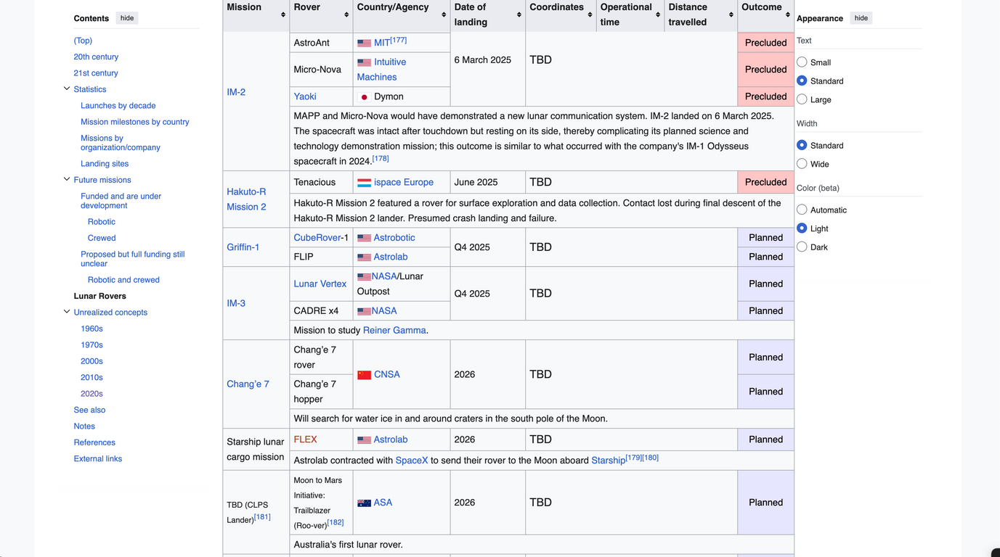 Contents hide
(Top)
20th century
21st century
Statistics
Launches by decade
Mission milestones by country
Missions by
organization/company
Landing sites
Future missions
Funded and are under
development
Robotic
Crewed
Proposed but full funding still
unclear
Robotic and crewed
Lunar Rovers
Unrealized concepts
1960s
1970s
2000s
2010s
2020s
See also
Notes
References
External links
Mission Rover Country/Agency Date of landing Coordinates Operational time Distance travelled Outcome
IM-2
AstroAnt MIT[177] 6 March 2025 TBD Precluded
Micro-Nova Intuitive Machines Precluded
Yaoki Dymon Precluded
MAPP and Micro-Nova would have demonstrated a new lunar communication system. IM-2 landed on 6 March 2025.
The spacecraft was intact after touchdown but resting on its side, thereby complicating its planned science and
technology demonstration mission; this outcome is similar to what occurred with the company's IM-1 Odysseus
spacecraft in 2024.[178]
Hakuto-R
Mission 2
Tenacious ispace Europe June 2025 TBD Precluded
Hakuto-R Mission 2 featured a rover for surface exploration and data collection. Contact lost during final descent of the
Hakuto-R Mission 2 lander. Presumed crash landing and failure.
Griffin-1
CubeRover-1 Astrobotic Q4 2025 TBD Planned
FLIP Astrolab Planned
IM-3
Lunar Vertex NASA/Lunar Outpost Q4 2025 TBD Planned
CADRE x4 NASA Planned
Mission to study Reiner Gamma.
Chang’e 7
Chang’e 7 rover CNSA 2026 TBD Planned
Chang’e 7 hopper Planned
Will search for water ice in and around craters in the south pole of the Moon.
Starship lunar
cargo mission
FLEX Astrolab 2026 TBD Planned
Astrolab contracted with SpaceX to send their rover to the Moon aboard Starship[179][180]
TBD (CLPS
Lander)[181]
Moon to Mars
Initiative:
Trailblazer
(Roo-ver)[182]
ASA 2026 TBD Planned
Australia's first lunar rover.
Appearance hide
Text
Small
Standard
Large
Width
Standard
Wide
Color (beta)
Automatic
Light
Dark